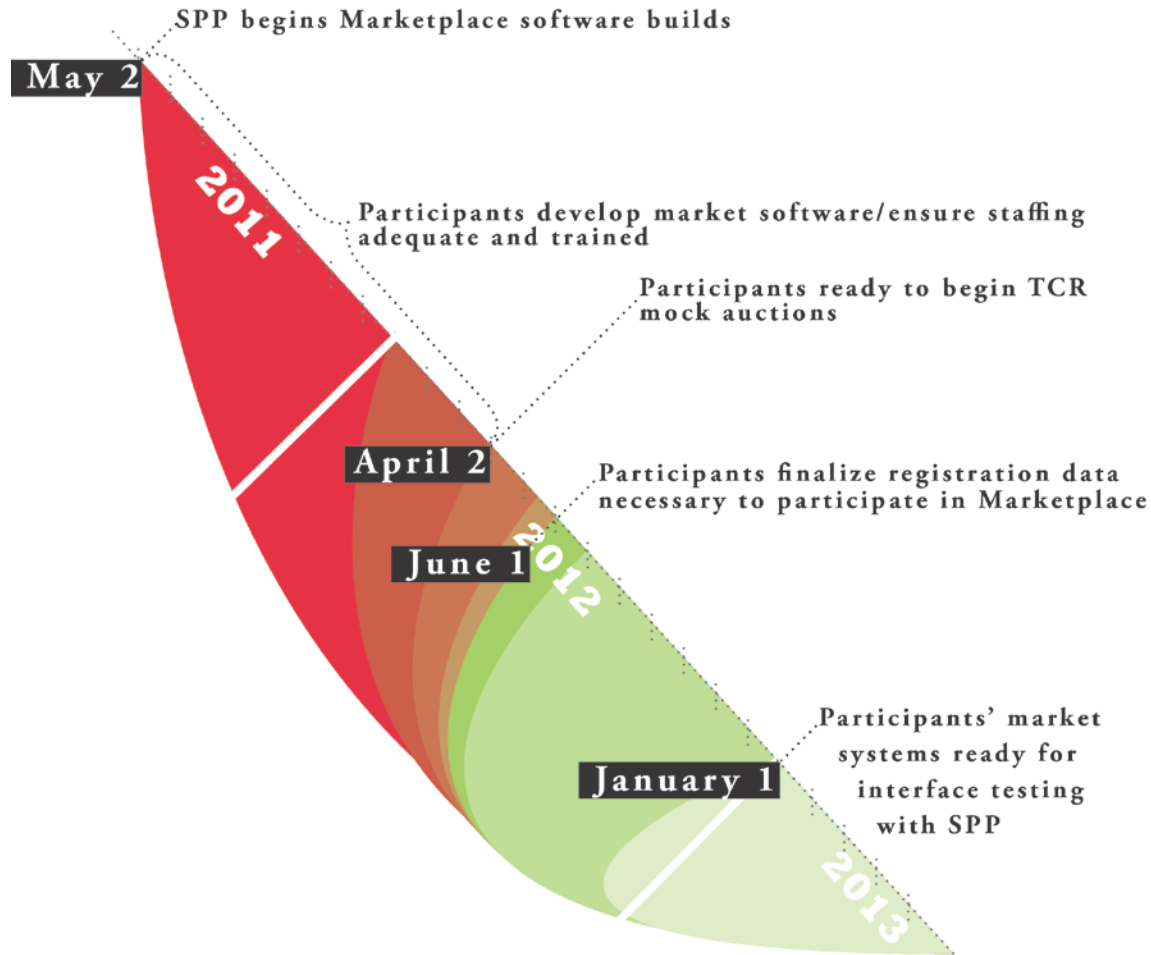 SPP begins Marketplace software builds
May 2
2011
Participants develop market software/ensure staffing
adequate and trained
Participants ready to begin TCR
mock auctions
April 2
Participants finalize registration data
necessary to participate in Marketplace
June 1
2012
Participants’ market
systems ready for
interface testing
with SPP
January 1
2013